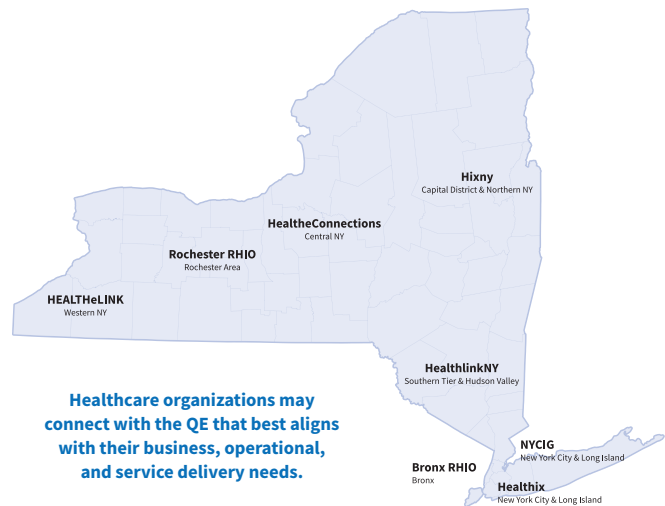 Hixny
Capital District & Northern NY
HealtheConnections
Central NY
Rochester RHIO
Rochester Area
HEALTHeLINK
Western NY
HealthlinkNY
Southern Tier & Hudson Valley
Healthcare organizations may
connect with the QE that best aligns
with their business, operational,
and service delivery needs.
NYCIG
New York City & Long Island
Bronx RHIO
Bronx
Healthix
New York City & Long Island